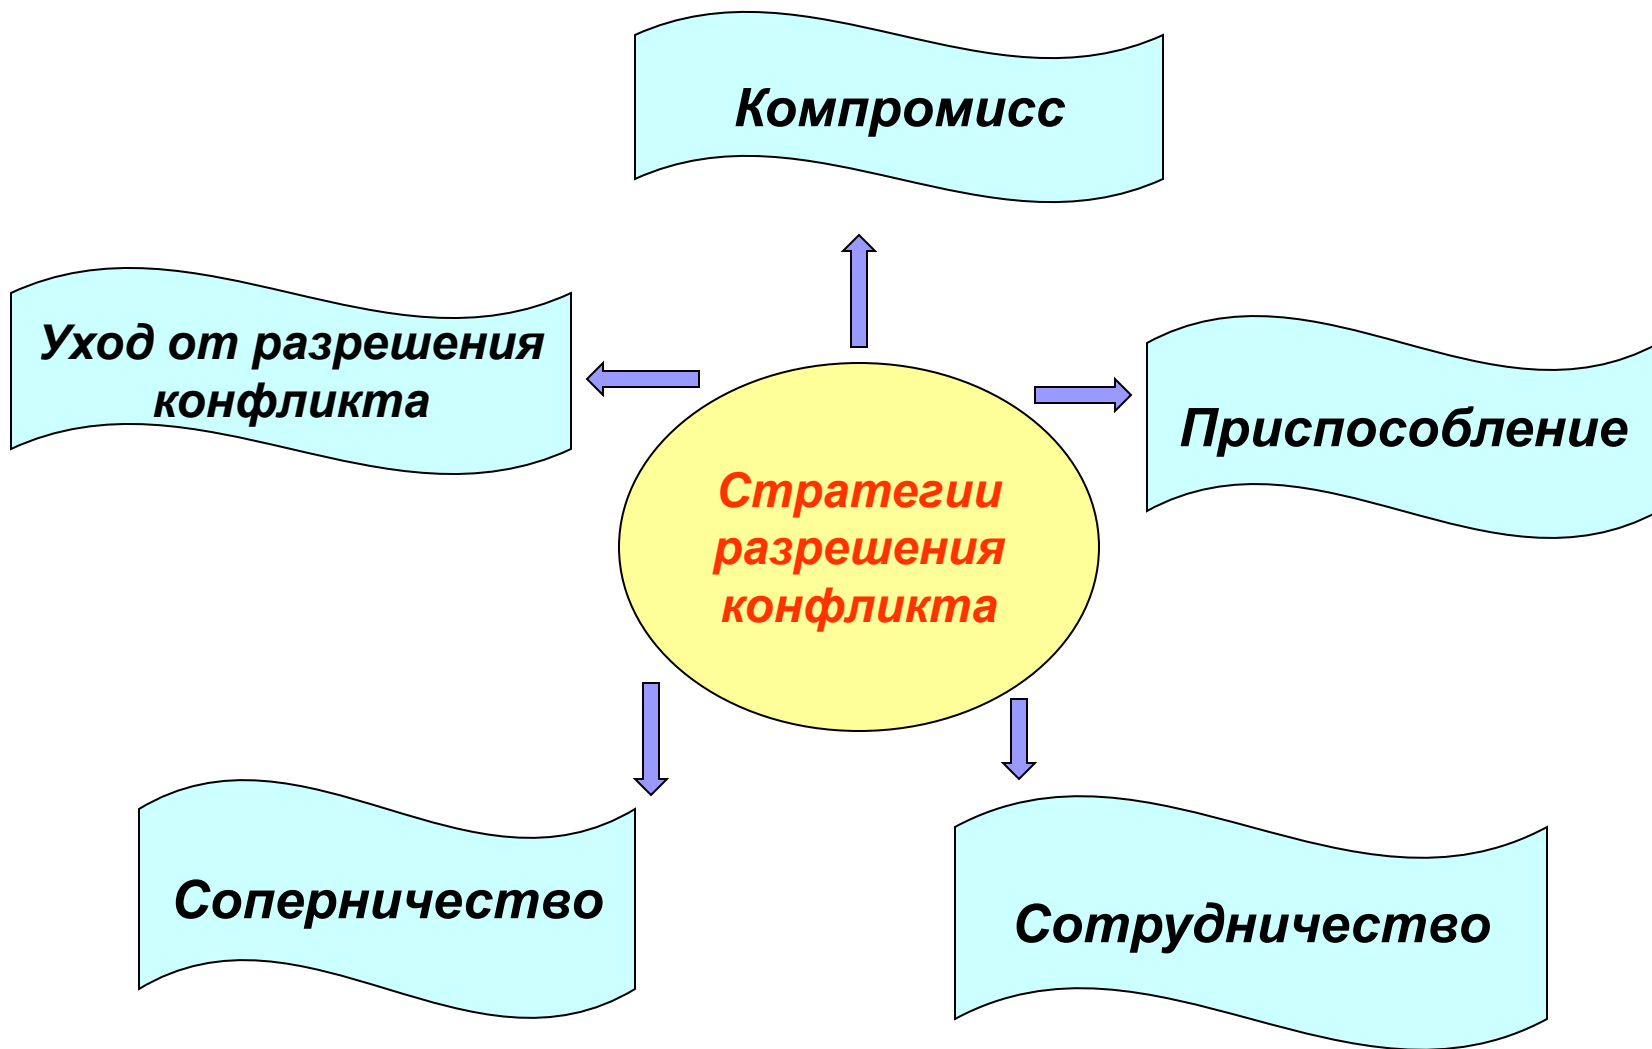 Компромисс
Уход от разрешения
конфликта
Приспособление
Стратегии
разрешения
конфликта
Соперничество
Сотрудничество